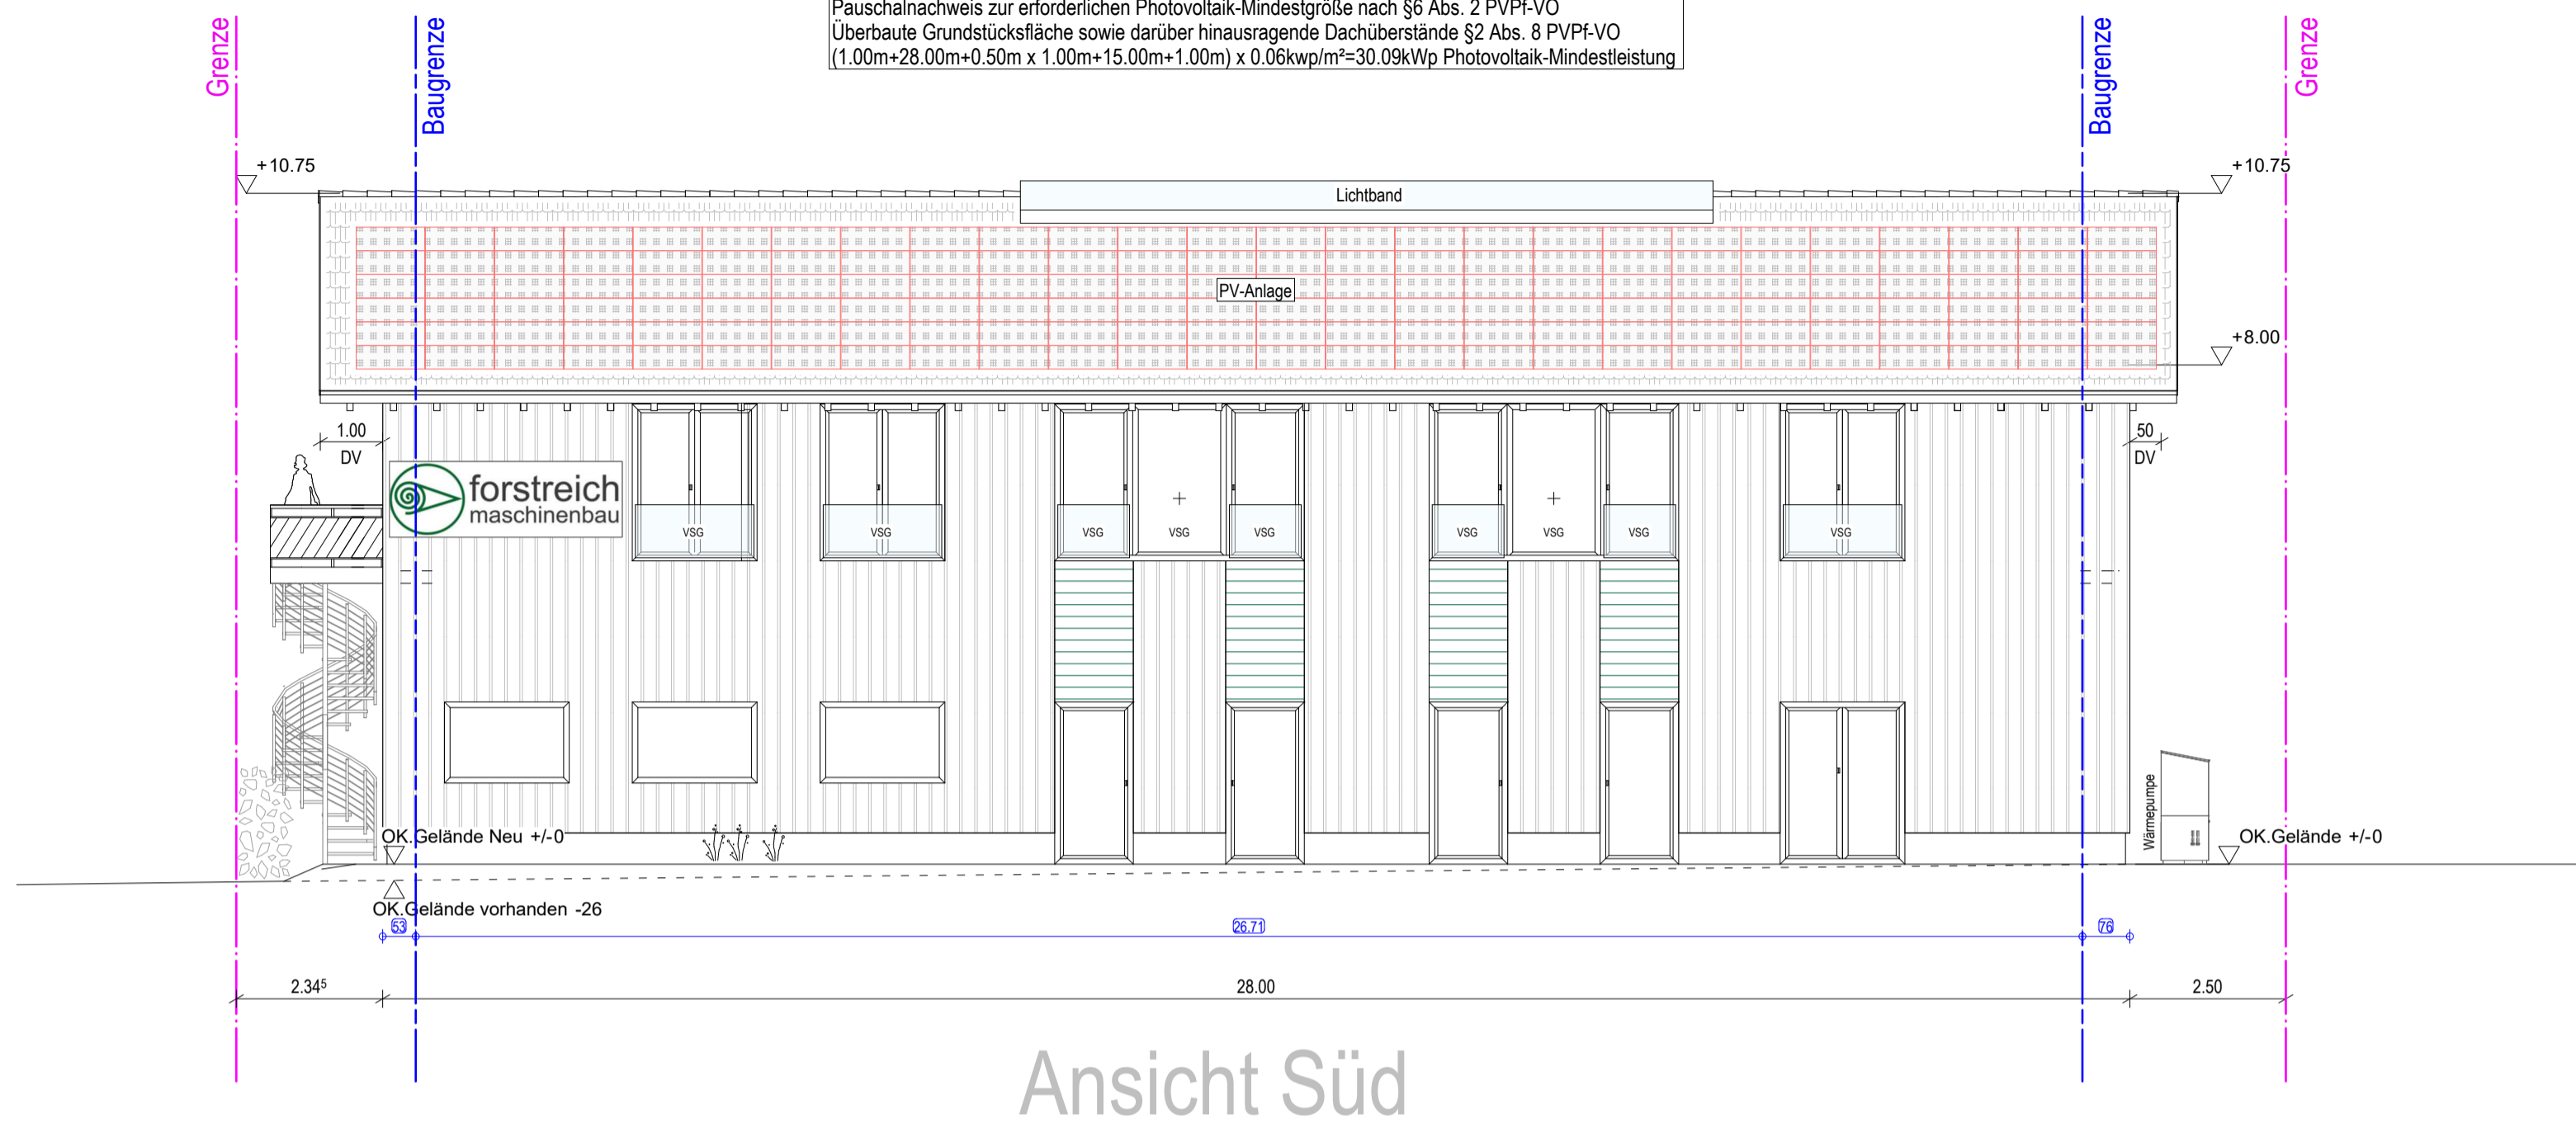 Pauschalnachweis zur erforderlichen Photovoltaik-Mindestgröße nach §6 Abs. 2 PVPf-VO
Überbaute Grundstücksfläche sowie darüber hinausragende Dachüberstände §2 Abs. 8 PVPf-VO
(1.00m+28.00m+0.50m x 1.00m+15.00m+1.00m) x 0.06kwp/m²=30.09kWp Photovoltaik-Mindestleistung
Grenze
Baugrenze
Baugrenze
Grenze
+10.75
+10.75
Lichtband
PV-Anlage
+8.00
1.00
DV
50
DV
forstreich
maschinenbau
VSG
VSG
VSG
VSG
VSG
VSG
VSG
VSG
VSG
Wärmepumpe
OK.Gelände Neu +/-0
OK.Gelände +/-0
OK.Gelände vorhanden -26
53
26.71
76
2.34⁵
28.00
2.50
Ansicht Süd